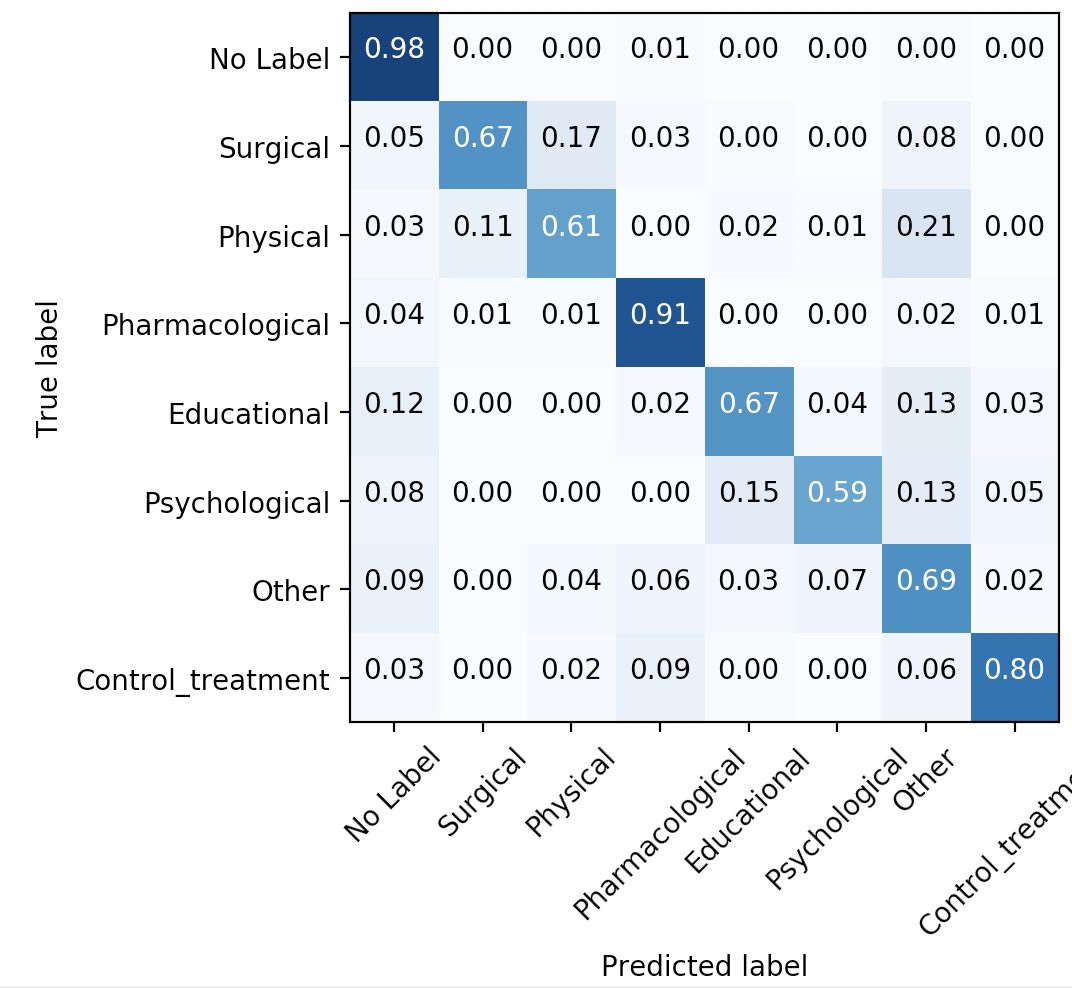 No Label 0.98 0.00 0.00 0.01 0.00 0.00 0.00 0.00
Surgical 0.05 0.67 0.17 0.03 0.00 0.00 0.08 0.00
Physical 0.03 0.11 0.61 0.00 0.02 0.01 0.21 0.00
Pharmacological 0.04 0.01 0.01 0.91 0.00 0.00 0.02 0.01
Educational 0.12 0.00 0.00 0.02 0.67 0.04 0.13 0.03
Psychological 0.08 0.00 0.00 0.00 0.15 0.59 0.13 0.05
Other 0.09 0.00 0.04 0.06 0.03 0.07 0.69 0.02
Control_treatment 0.03 0.00 0.02 0.09 0.00 0.00 0.06 0.80
True label
No Label
Surgical
Physical
Pharmacological
Educational
Psychological
Other
Control_treatme
Predicted label